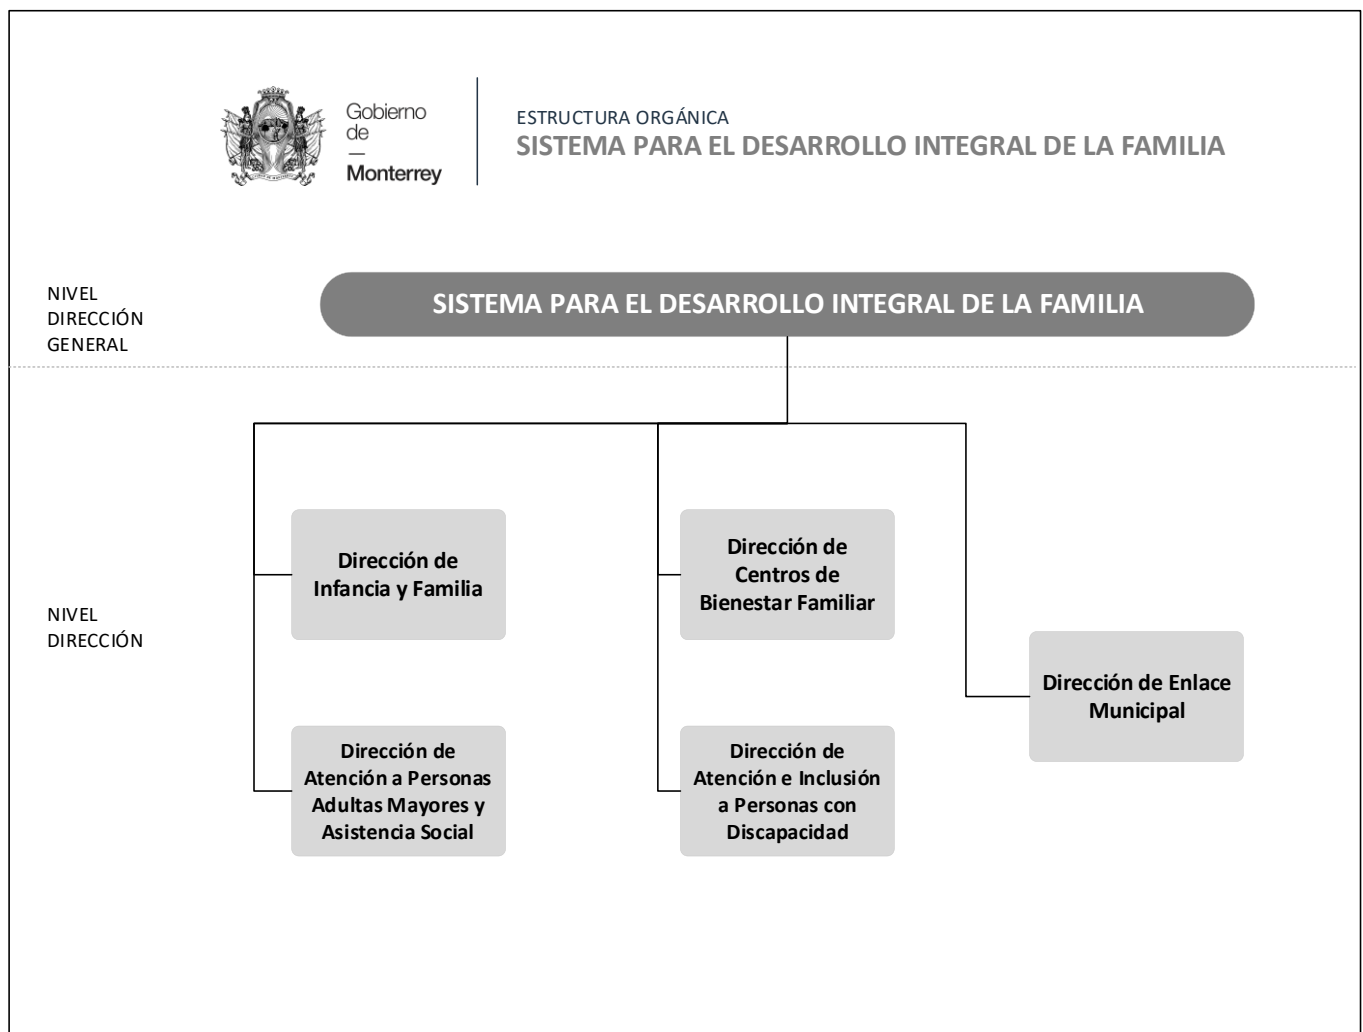 Gobierno
de
—
Monterrey
ESTRUCTURA ORGÁNICA
SISTEMA PARA EL DESARROLLO INTEGRAL DE LA FAMILIA
NIVEL
DIRECCIÓN
GENERAL
SISTEMA PARA EL DESARROLLO INTEGRAL DE LA FAMILIA
NIVEL
DIRECCIÓN
Dirección de
Infancia y Familia
Dirección de
Centros de
Bienestar Familiar
Dirección de Enlace
Municipal
Dirección de
Atención a Personas
Adultas Mayores y
Asistencia Social
Dirección de
Atención e Inclusión
a Personas con
Discapacidad